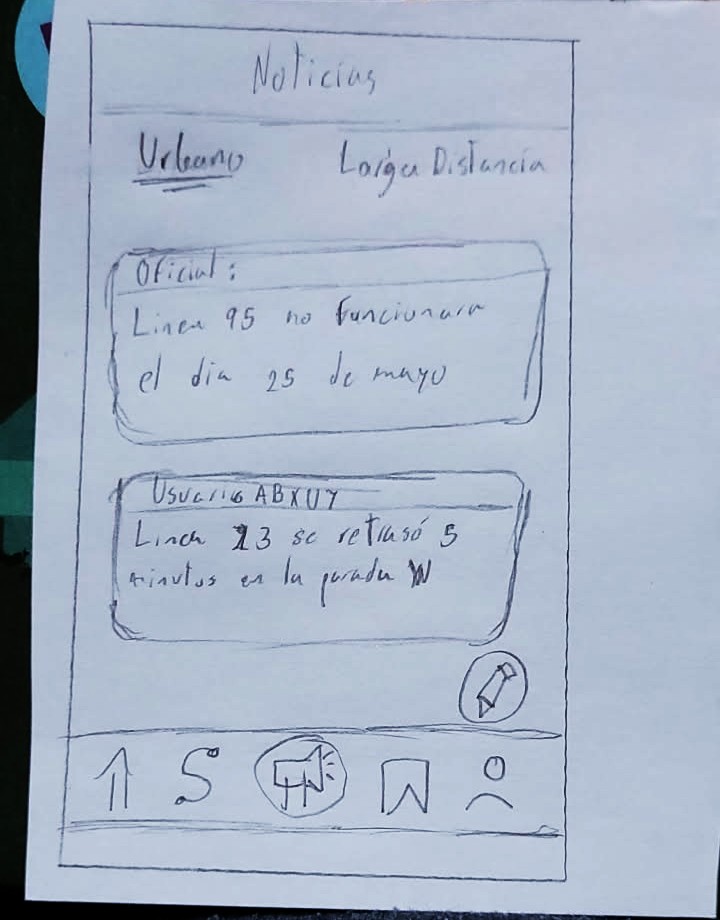 Noticias
Urbano Larga Distancia
Oficial:
Linea 95 no funcionara
el dia 25 de mayo
Usuario ABXUY
Linea 23 se retrasó 5
minutos en la parada W